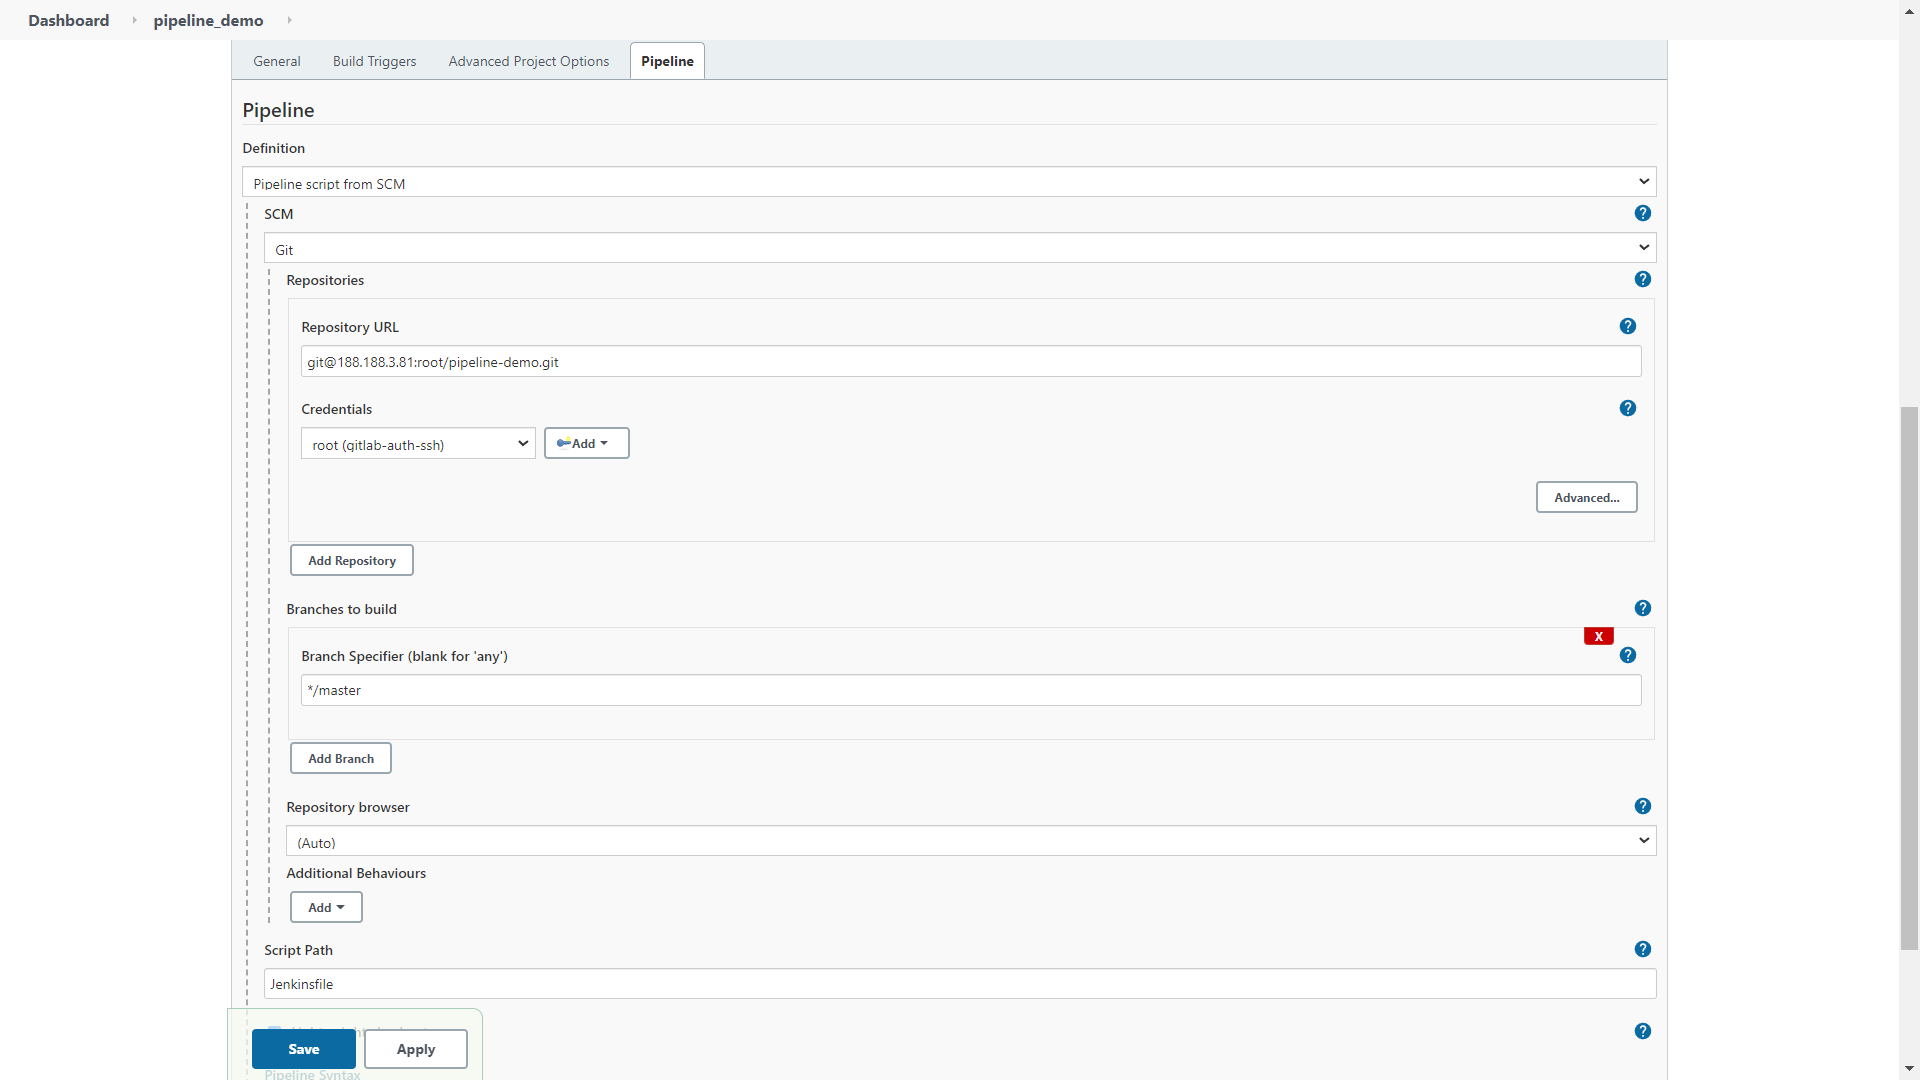 Dashboard
pipeline_demo
General
Build Triggers
Advanced Project Options
Pipeline
Pipeline
Definition
Pipeline script from SCM
SCM
Git
Repositories
Repository URL
git@188.188.3.81:root/pipeline-demo.git
Credentials
root (gitlab-auth-ssh)
Add
Advanced...
Add Repository
Branches to build
X
Branch Specifier (blank for 'any')
*/master
Add Branch
Repository browser
(Auto)
Additional Behaviours
Add
Script Path
Jenkinsfile
Save
Apply
Pipeline Syntax